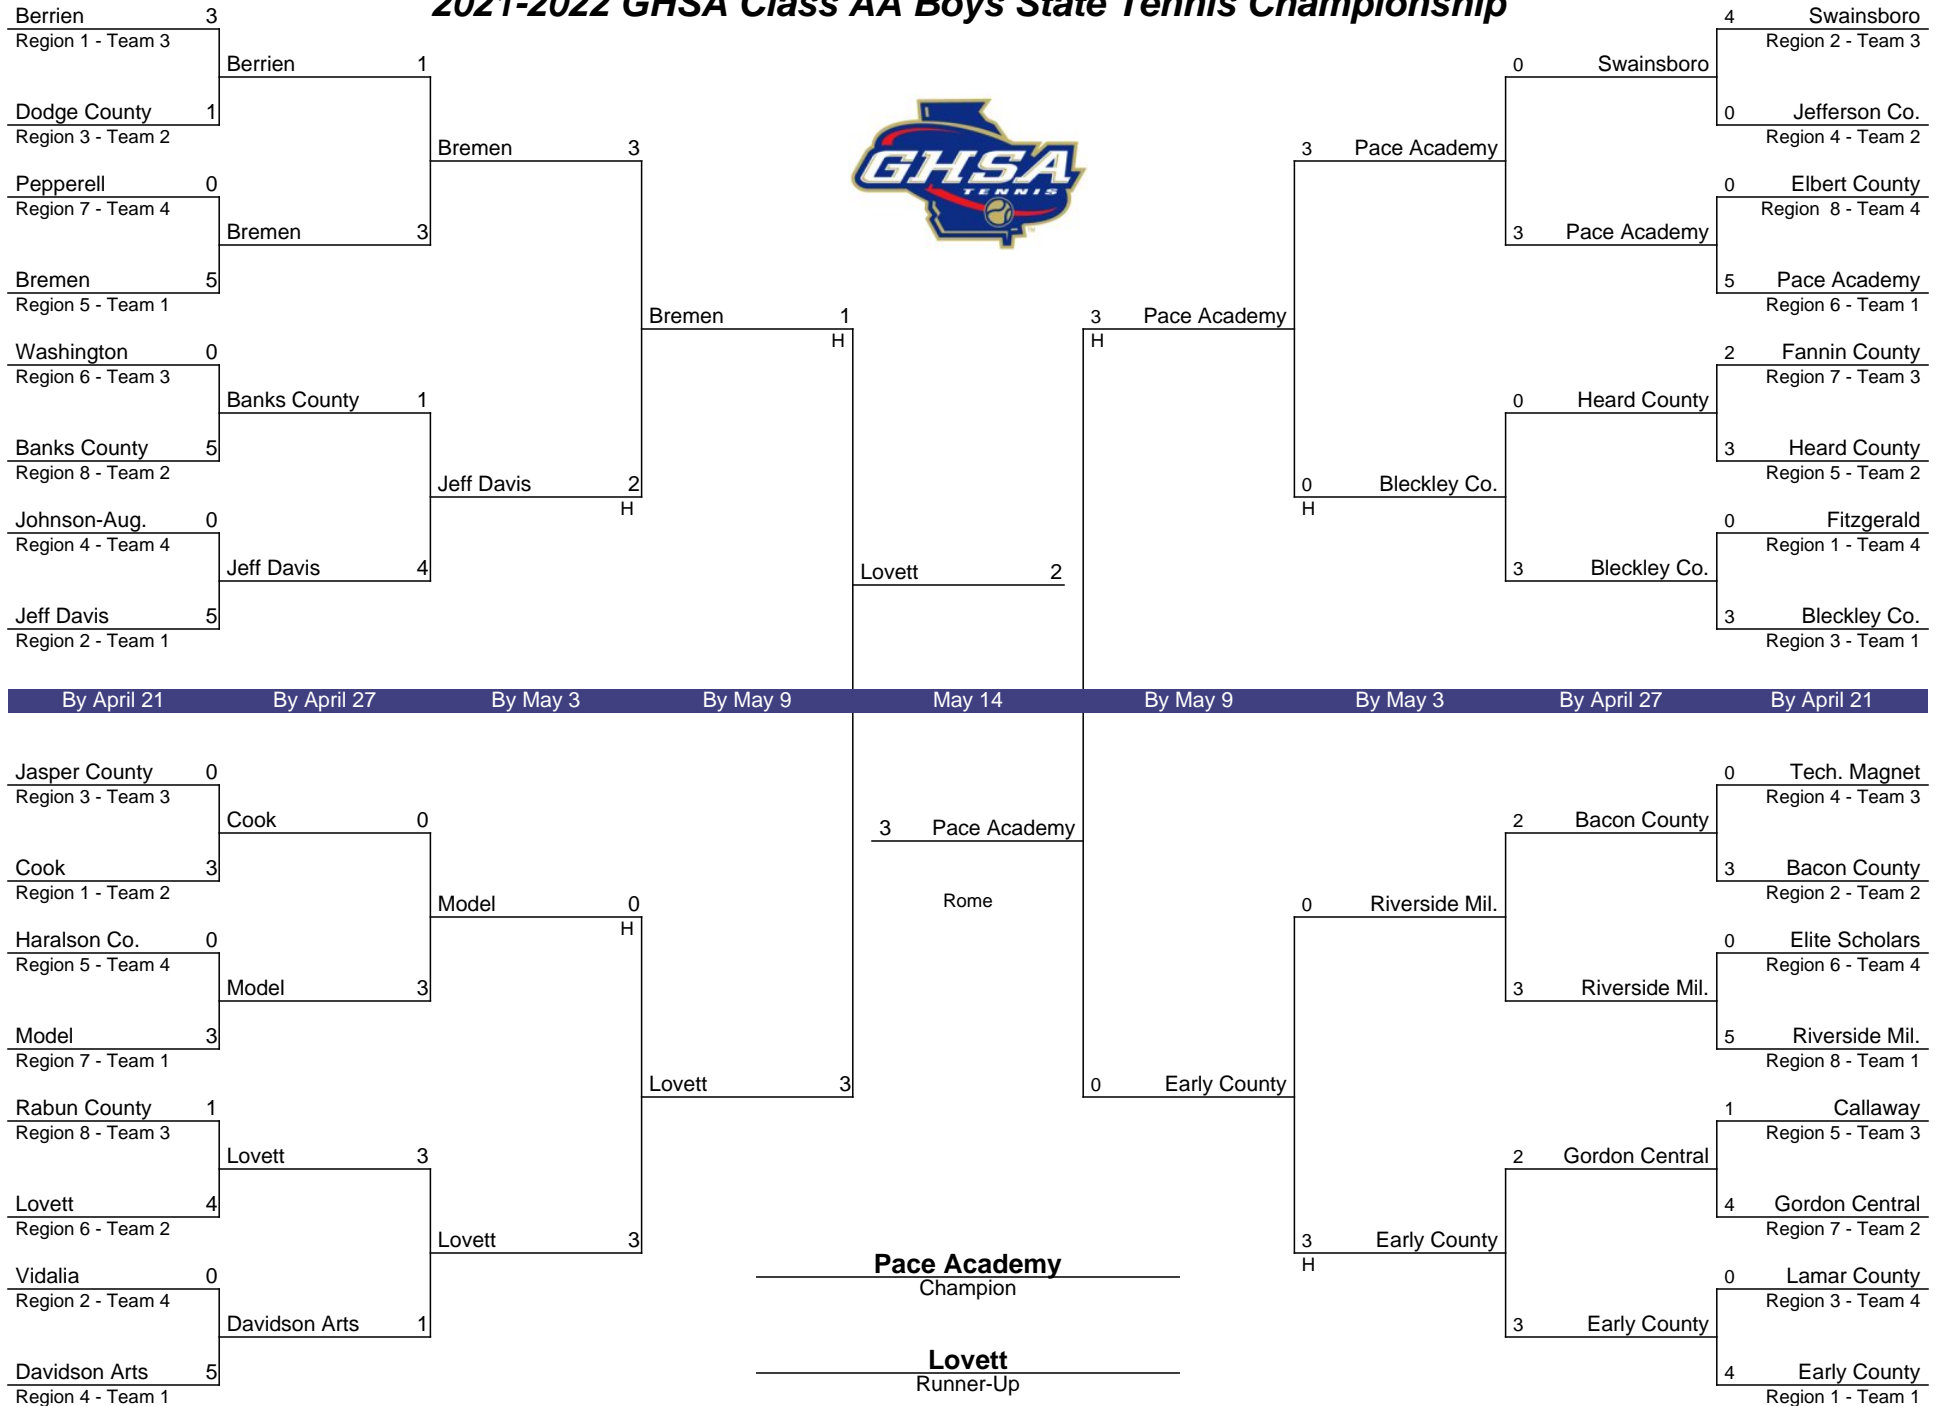 2021-2022 GHSA Class AA Boys State Tennis Championship
Berrien 3
Region 1 - Team 3
Dodge County 1
Region 3 - Team 2
Pepperell 0
Region 7 - Team 4
Bremen 5
Region 5 - Team 1
Washington 0
Region 6 - Team 3
Banks County 5
Region 8 - Team 2
Johnson-Aug. 0
Region 4 - Team 4
Jeff Davis 5
Region 2 - Team 1
Berrien 1
Bremen 3
Banks County 1
Jeff Davis 4
Bremen 3
Jeff Davis 2
H
Bremen 1
H
GHSA
TENNIS
Lovett 2
3 Pace Academy
H
3 Pace Academy
0 Bleckley Co.
H
0 Swainsboro
3 Pace Academy
0 Heard County
3 Bleckley Co.
4 Swainsboro
Region 2 - Team 3
0 Jefferson Co.
Region 4 - Team 2
0 Elbert County
Region 8 - Team 4
5 Pace Academy
Region 6 - Team 1
2 Fannin County
Region 7 - Team 3
3 Heard County
Region 5 - Team 2
0 Fitzgerald
Region 1 - Team 4
3 Bleckley Co.
Region 3 - Team 1
By April 21 By April 27 By May 3 By May 9 May 14 By May 9 By May 3 By April 27 By April 21
Jasper County 0
Region 3 - Team 3
Cook 3
Region 1 - Team 2
Haralson Co. 0
Region 5 - Team 4
Model 3
Region 7 - Team 1
Rabun County 1
Region 8 - Team 3
Lovett 4
Region 6 - Team 2
Vidalia 0
Region 2 - Team 4
Davidson Arts 5
Region 4 - Team 1
Cook 0
Model 3
Lovett 3
Davidson Arts 1
Model 0
H
Lovett 3
Lovett 3
3 Pace Academy
Rome
Pace Academy
Champion
Lovett
Runner-Up
0 Early County
0 Riverside Mil.
3 Early County
H
2 Bacon County
3 Riverside Mil.
2 Gordon Central
3 Early County
0 Tech. Magnet
Region 4 - Team 3
3 Bacon County
Region 2 - Team 2
0 Elite Scholars
Region 6 - Team 4
5 Riverside Mil.
Region 8 - Team 1
1 Callaway
Region 5 - Team 3
4 Gordon Central
Region 7 - Team 2
0 Lamar County
Region 3 - Team 4
4 Early County
Region 1 - Team 1